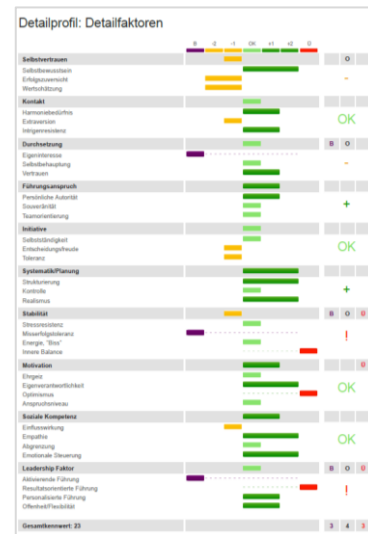 Detailprofil: Detailfaktoren
B -2 -1 OK +1 +2 D
Selbstvertrauen O
Selbstbewusstsein
Erfolgszuversicht -
Wertschätzung
Kontakt
Harmoniebedürfnis
Extraversion OK
Intrigenresistenz
Durchsetzung B O
Eigeninteresse
Selbstbehauptung -
Vertrauen
Führungsanspruch
Persönliche Autorität
Souveränität +
Teamorientierung
Initiative
Selbstständigkeit
Entscheidungsfreude OK
Toleranz
Systematik/Planung
Strukturierung
Kontrolle +
Realismus
Stabilität B O D
Stressresistenz
Misserfolgstoleranz !
Energie, "Biss"
Innere Balance
Motivation D
Ehrgeiz
Eigenverantwortlichkeit OK
Optimismus
Anspruchsniveau
Soziale Kompetenz
Einflusswirkung
Empathie OK
Abgrenzung
Emotionale Steuerung
Leadership Faktor B O D
Aktivierende Führung
Resultatsorientierte Führung !
Personalisierte Führung
Offenheit/Flexibilität
Gesamtkennwert: 23 3 4 3